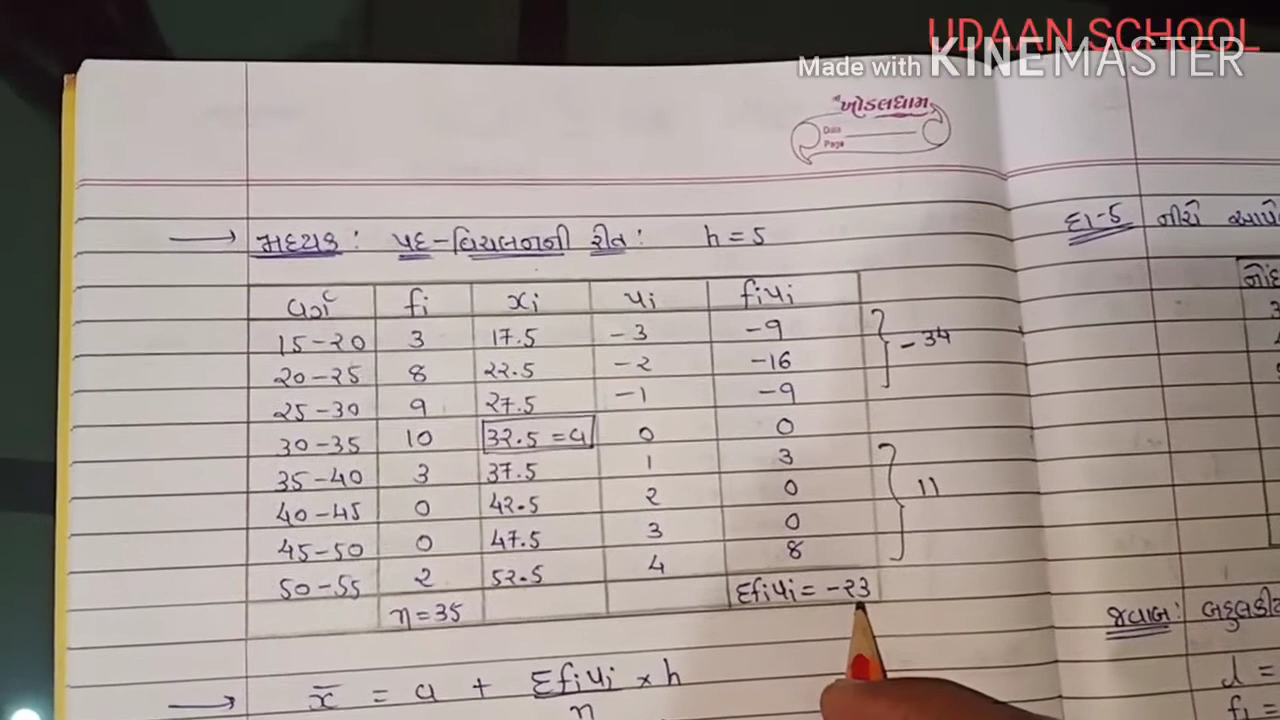 UDAAN SCHOOL
Made with KINEMASTER
ખોડલધામ
Date
Page
મધ્યક: પદ-વિચલનની રીત: h = 5
વર્ગ fi xi ui fiui
15-20 3 17.5 -3 -9
20-25 8 22.5 -2 -16
25-30 9 27.5 -1 -9
-34
30-35 10 32.5 = a 0 0
35-40 3 37.5 1 3
40-45 0 42.5 2 0
11
45-50 0 47.5 3 0
50-55 2 52.5 4 8
n = 35 Σfiui = -23
x̄ = a + Σfiui × h
n
દા-5 નીચે
જવાબ:
l =
f1 =